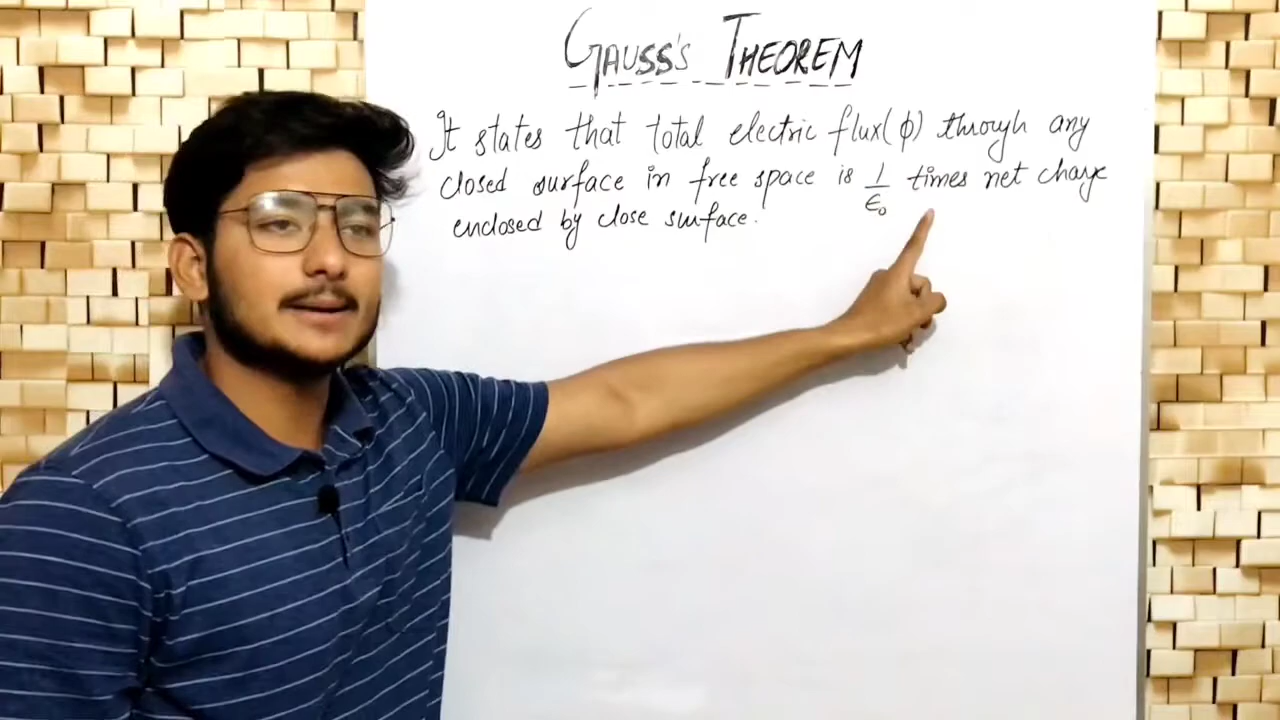 GAUSS'S THEOREM
It states that total electric flux(ϕ) through any
closed surface in free space is 1/ε₀ times net charge
enclosed by close surface.